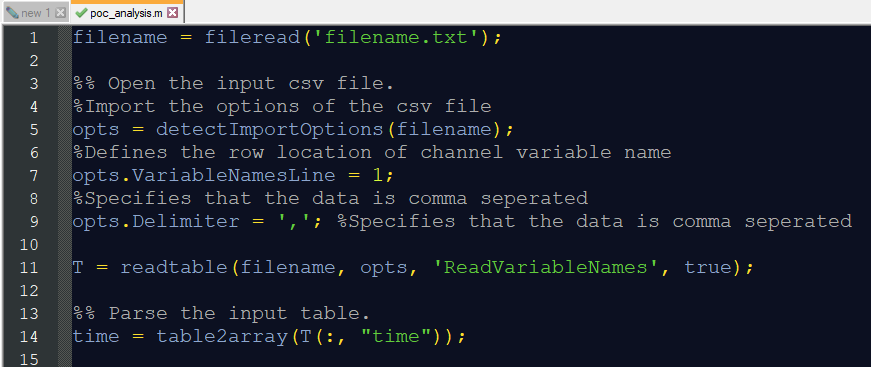 new 1 poc_analysis.m
1 filename = fileread('filename.txt');
2
3 %% Open the input csv file.
4 %Import the options of the csv file
5 opts = detectImportOptions(filename);
6 %Defines the row location of channel variable name
7 opts.VariableNamesLine = 1;
8 %Specifies that the data is comma seperated
9 opts.Delimiter = ','; %Specifies that the data is comma seperated
10
11 T = readtable(filename, opts, 'ReadVariableNames', true);
12
13 %% Parse the input table.
14 time = table2array(T(:, "time"));
15